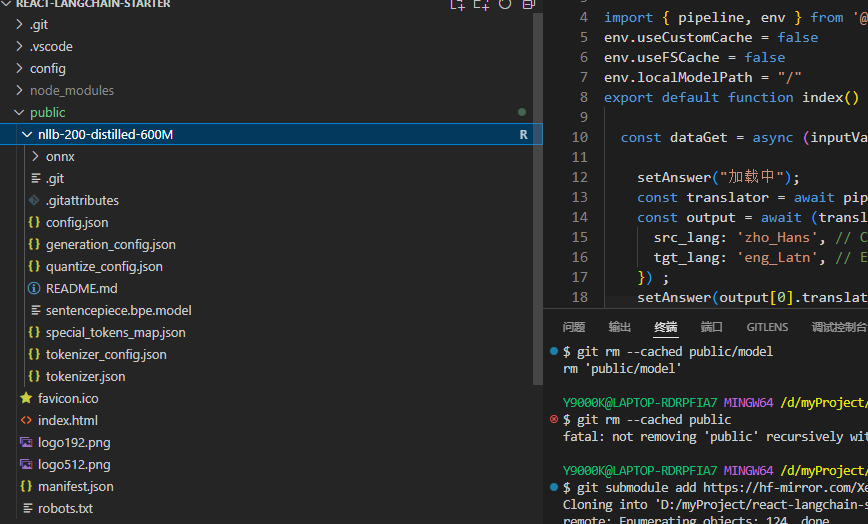 REACT-LANGCHAIN-STARTER
.git
.vscode
config
node_modules
public
nllb-200-distilled-600M
R
onnx
.git
.gitattributes
config.json
generation_config.json
quantize_config.json
README.md
sentencepiece.bpe.model
special_tokens_map.json
tokenizer_config.json
tokenizer.json
favicon.ico
index.html
logo192.png
logo512.png
manifest.json
robots.txt
4 import { pipeline, env } from '@
5 env.useCustomCache = false
6 env.useFSCache = false
7 env.localModelPath = "/"
8 export default function index()
9
10 const dataGet = async (inputVa
11
12 setAnswer("加载中");
13 const translator = await pip
14 const output = await (transl
15 src_lang: 'zho_Hans', // C
16 tgt_lang: 'eng_Latn', // E
17 }) ;
18 setAnswer(output[0].translat
问题 输出 终端 端口 GITLENS 调试控制台
$ git rm --cached public/model
rm 'public/model'
Y9000K@LAPTOP-RDRPFIA7 MINGW64 /d/myProject/
$ git rm --cached public
fatal: not removing 'public' recursively wit
Y9000K@LAPTOP-RDRPFIA7 MINGW64 /d/myProject/
$ git submodule add https://hf-mirror.com/Xe
Cloning into 'D:/myProject/react-langchain-s
remote: Enumerating objects: 124, done.